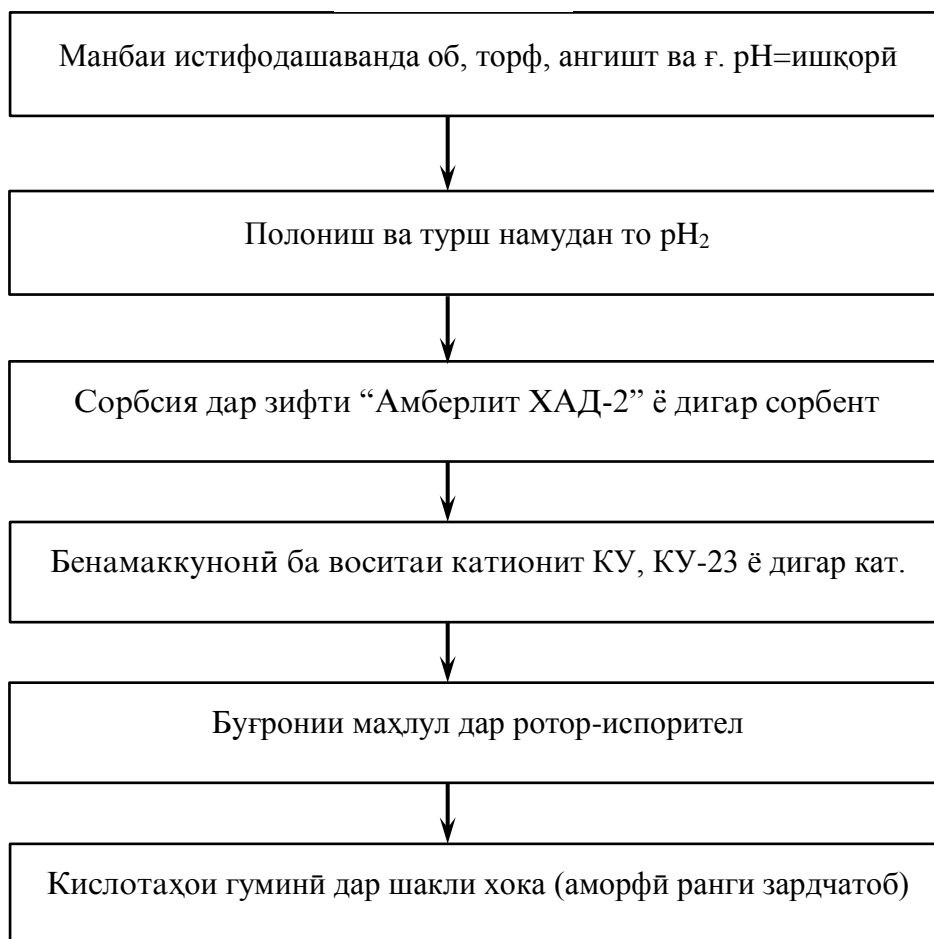 Манбаи истифодашаванда об, торф, ангишт ва ғ. pH=ишқорӣ
Полониш ва турш намудан то pH₂
Сорбсия дар зифти “Амберлит ХАД-2” ё дигар сорбент
Бенамаккунонӣ ба воситаи катионит КУ, КУ-23 ё дигар кат.
Буғронии маҳлул дар ротор-испорител
Кислотаҳои гуминӣ дар шакли хока (аморфӣ ранги зардчатоб)